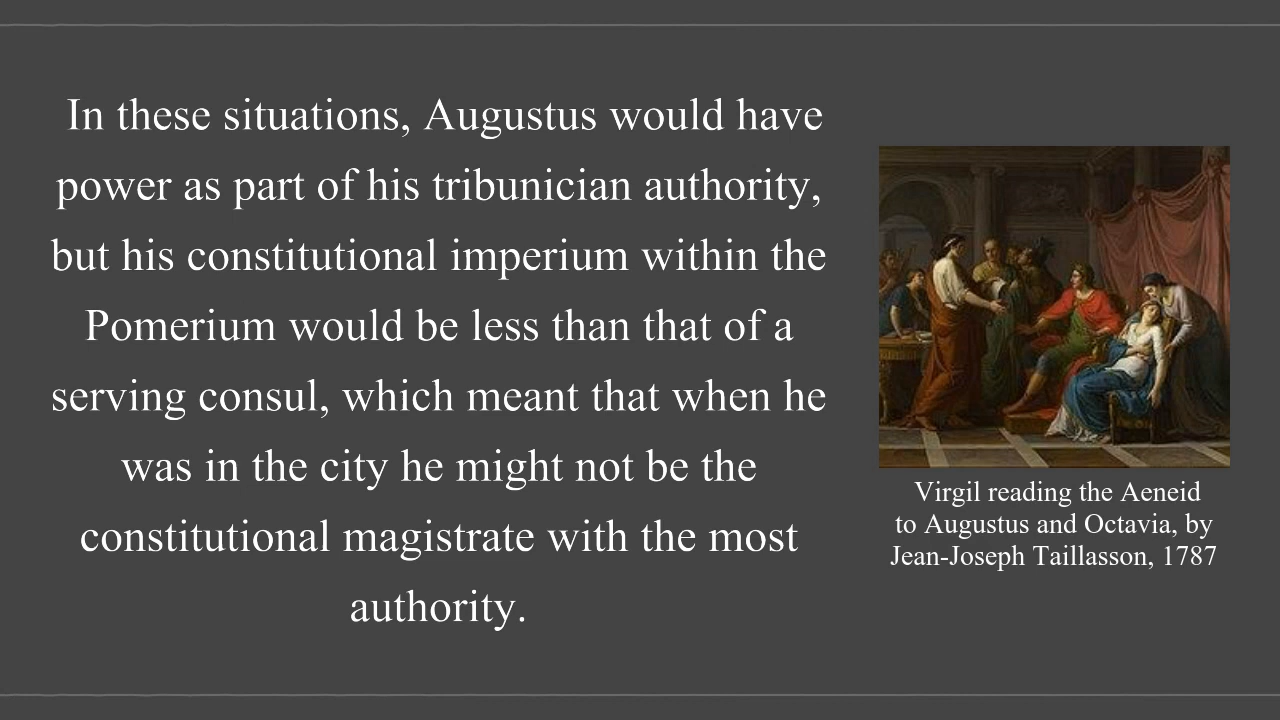 In these situations, Augustus would have
power as part of his tribunician authority,
but his constitutional imperium within the
Pomerium would be less than that of a
serving consul, which meant that when he
was in the city he might not be the
constitutional magistrate with the most
authority.
Virgil reading the Aeneid
to Augustus and Octavia, by
Jean-Joseph Taillasson, 1787